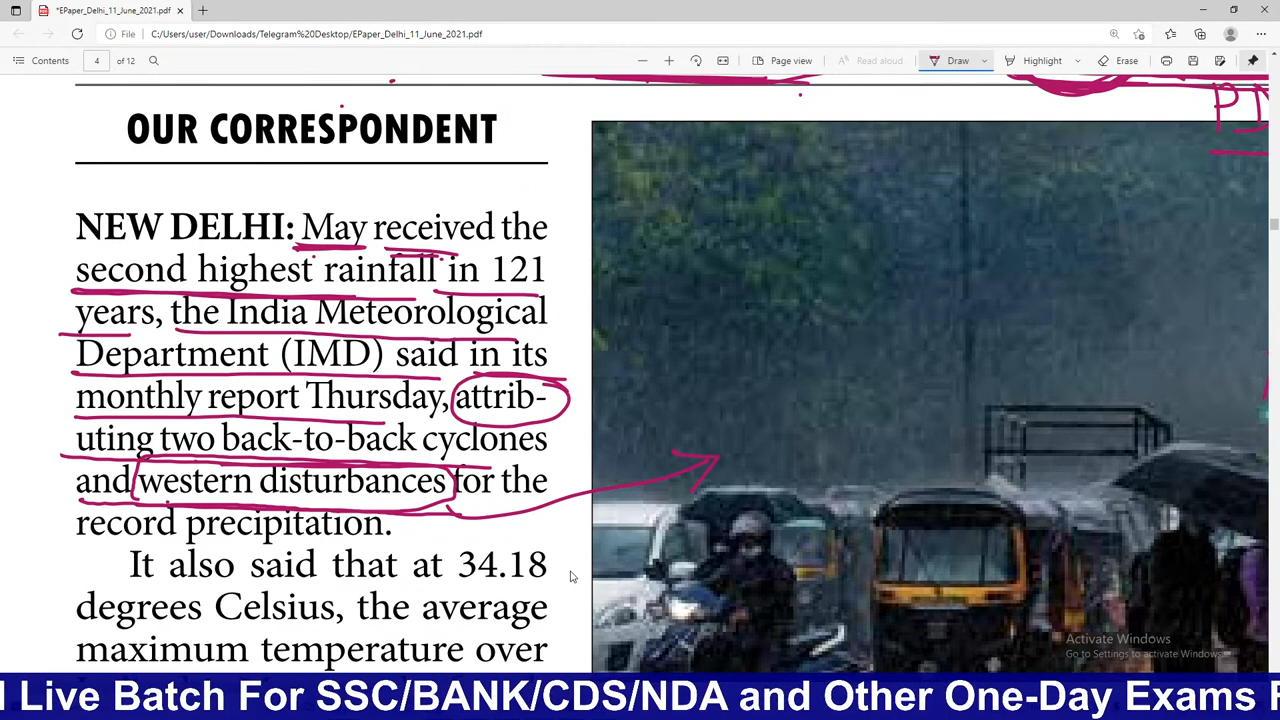 *EPaper_Delhi_11_June_2021.pdf
File
C:/Users/user/Downloads/Telegram%20Desktop/EPaper_Delhi_11_June_2021.pdf
Contents
4 of 12
Page view
Read aloud
Draw
Highlight
Erase
OUR CORRESPONDENT
NEW DELHI: May received the
second highest rainfall in 121
years, the India Meteorological
Department (IMD) said in its
monthly report Thursday, attrib-
uting two back-to-back cyclones
and western disturbances for the
record precipitation.
It also said that at 34.18
degrees Celsius, the average
maximum temperature over
Activate Windows
Go to Settings to activate Windows.
Live Batch For SSC/BANK/CDS/NDA and Other One-Day Exams